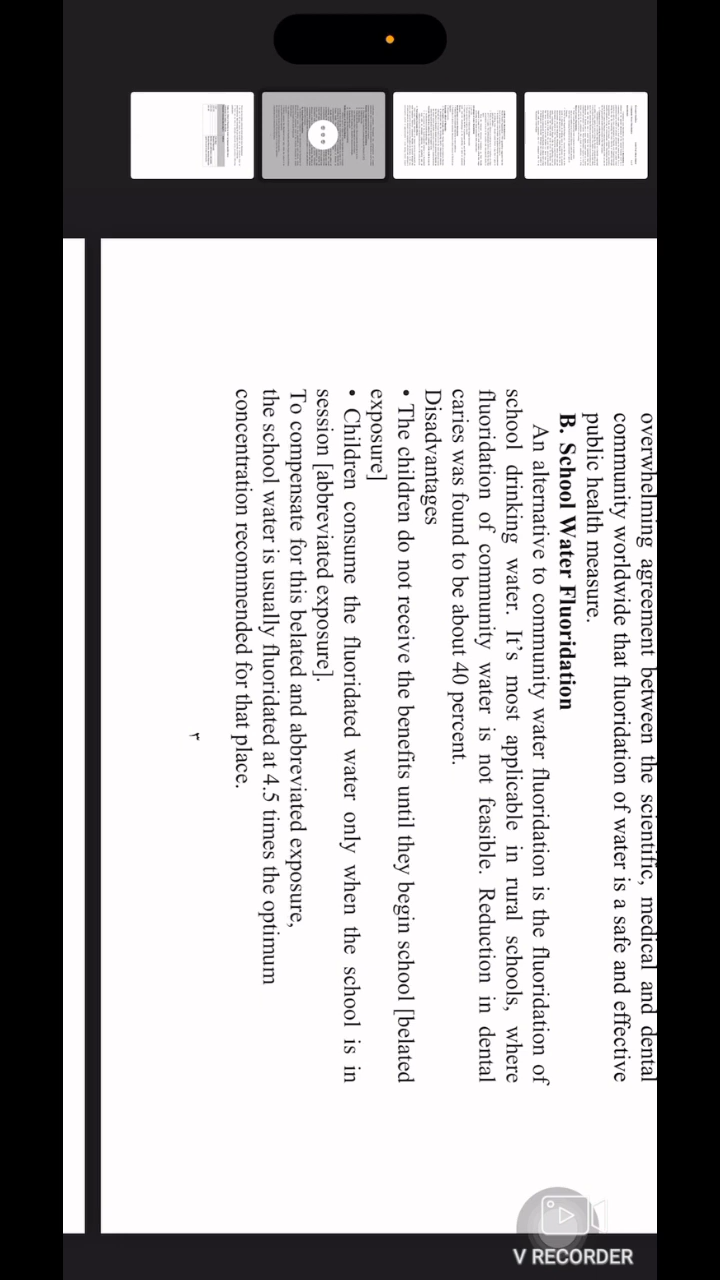 overwhelming agreement between the scientific, medical and dental
community worldwide that fluoridation of water is a safe and effective
public health measure.
B. School Water Fluoridation
An alternative to community water fluoridation is the fluoridation of
school drinking water. It's most applicable in rural schools, where
fluoridation of community water is not feasible. Reduction in dental
caries was found to be about 40 percent.
Disadvantages
• The children do not receive the benefits until they begin school [belated
exposure]
• Children consume the fluoridated water only when the school is in
session [abbreviated exposure].
To compensate for this belated and abbreviated exposure,
the school water is usually fluoridated at 4.5 times the optimum
concentration recommended for that place.
٣
V RECORDER